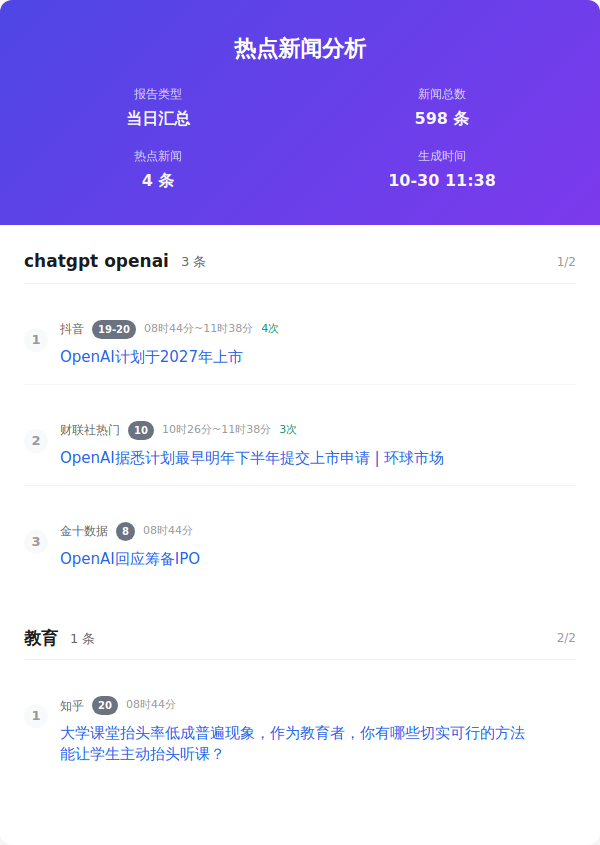 热点新闻分析
报告类型 新闻总数
当日汇总 598 条
热点新闻 生成时间
4 条 10-30 11:38
chatgpt openai 3 条 1/2
1 抖音 19-20 08时44分~11时38分 4次
OpenAI计划于2027年上市
2 财联社热门 10 10时26分~11时38分 3次
OpenAI据悉计划最早明年下半年提交上市申请 | 环球市场
3 金十数据 8 08时44分
OpenAI回应筹备IPO
教育 1 条 2/2
1 知乎 20 08时44分
大学课堂抬头率低成普遍现象，作为教育者，你有哪些切实可行的方法
能让学生主动抬头听课？